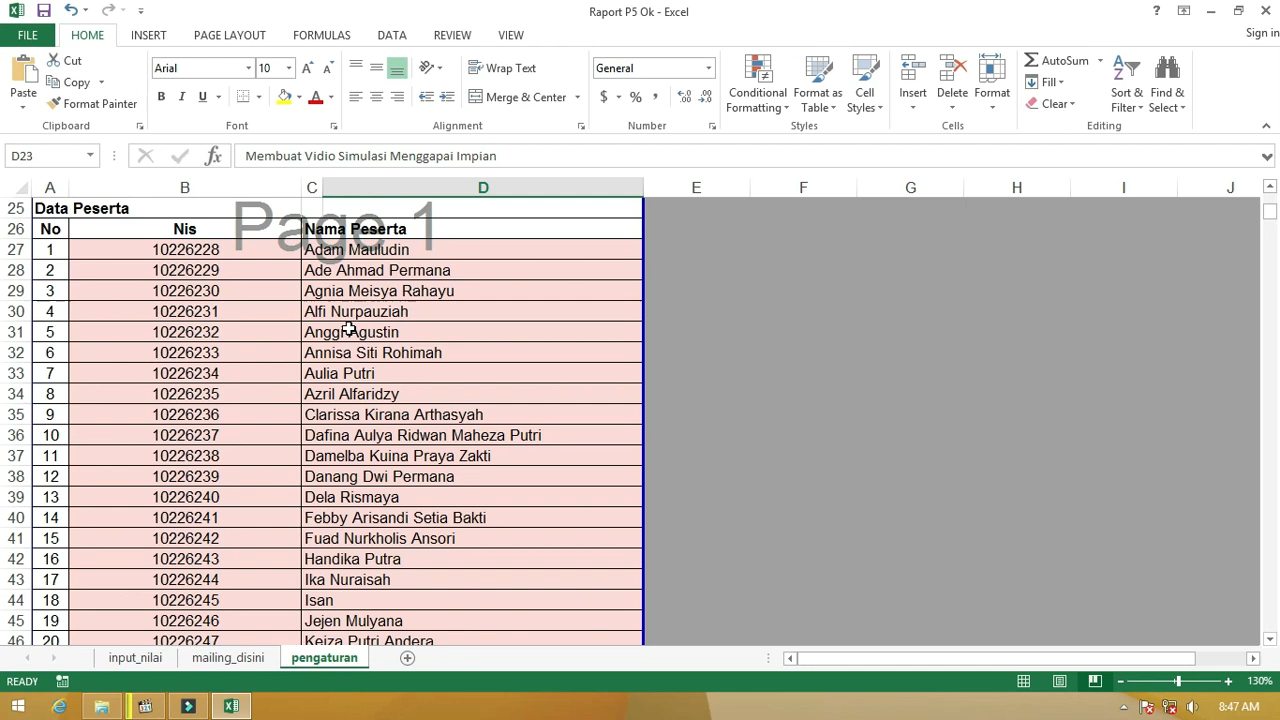 Raport P5 Ok - Excel
FILE HOME INSERT PAGE LAYOUT FORMULAS DATA REVIEW VIEW Sign in
Cut
Copy
Format Painter
Paste
Clipboard
Arial 10
B I U
Font
Wrap Text
Merge & Center
Alignment
General
$ % ,
Number
Conditional Formatting
Format as Table
Cell Styles
Styles
Insert Delete Format
Cells
AutoSum
Fill
Clear
Sort & Filter
Find & Select
Editing
D23 fx Membuat Vidio Simulasi Menggapai Impian
A B C D E F G H I J
25 Data Peserta
Page 1
26 No Nis Nama Peserta
27 1 10226228 Adam Mauludin
28 2 10226229 Ade Ahmad Permana
29 3 10226230 Agnia Meisya Rahayu
30 4 10226231 Alfi Nurpauziah
31 5 10226232 Anggi Agustin
32 6 10226233 Annisa Siti Rohimah
33 7 10226234 Aulia Putri
34 8 10226235 Azril Alfaridzy
35 9 10226236 Clarissa Kirana Arthasyah
36 10 10226237 Dafina Aulya Ridwan Maheza Putri
37 11 10226238 Damelba Kuina Praya Zakti
38 12 10226239 Danang Dwi Permana
39 13 10226240 Dela Rismaya
40 14 10226241 Febby Arisandi Setia Bakti
41 15 10226242 Fuad Nurkholis Ansori
42 16 10226243 Handika Putra
43 17 10226244 Ika Nuraisah
44 18 10226245 Isan
45 19 10226246 Jejen Mulyana
46 20 10226247 Keiza Putri Andera
input_nilai mailing_disini pengaturan
READY 130%
8:47 AM